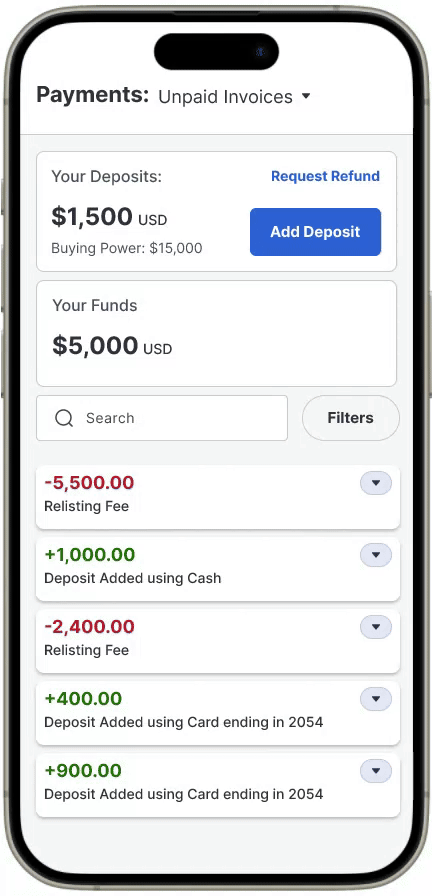 Payments: Unpaid Invoices
Your Deposits: Request Refund
$1,500 USD
Add Deposit
Buying Power: $15,000
Your Funds
$5,000 USD
Search Filters
-5,500.00
Relisting Fee
+1,000.00
Deposit Added using Cash
-2,400.00
Relisting Fee
+400.00
Deposit Added using Card ending in 2054
+900.00
Deposit Added using Card ending in 2054